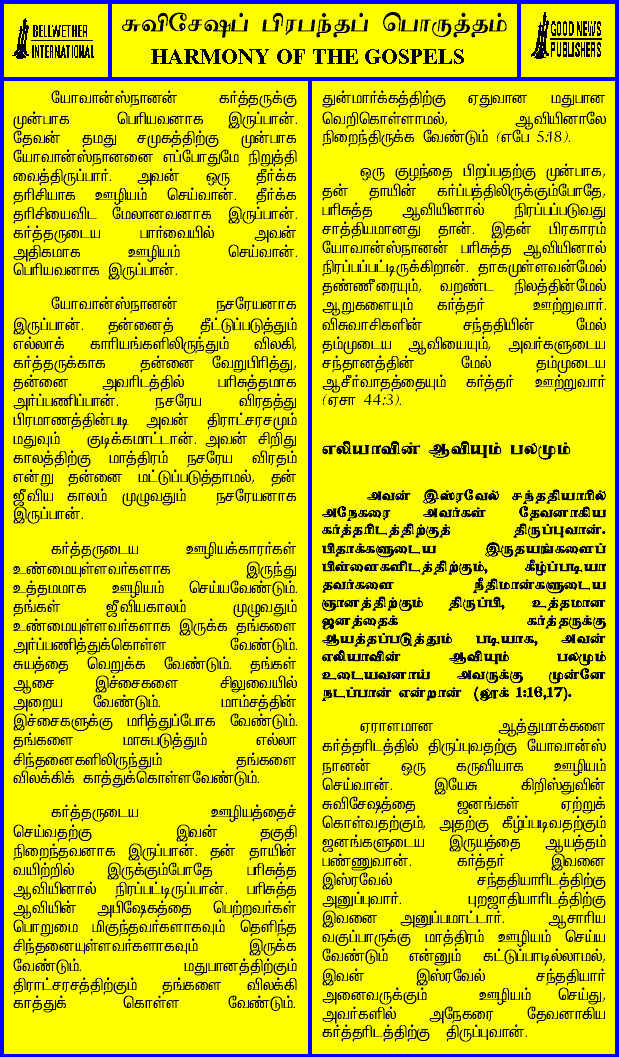 BELLWETHER
INTERNATIONAL
சுவிசேஷப் பிரபந்தப் பொருத்தம்
HARMONY OF THE GOSPELS
GOOD NEWS
PUBLISHERS
யோவான்ஸ்நானன் கர்த்தருக்கு
முன்பாக பெரியவனாக இருப்பான்.
தேவன் தமது சமுகத்திற்கு முன்பாக
யோவான்ஸ்நானனை எப்போதுமே நிறுத்தி
வைத்திருப்பார். அவன் ஒரு தீர்க்க
தரிசியாக ஊழியம் செய்வான். தீர்க்க
தரிசியைவிட மேலானவனாக இருப்பான்.
கர்த்தருடைய பார்வையில் அவன்
அதிகமாக ஊழியம் செய்வான்.
பெரியவனாக இருப்பான்.
யோவான்ஸ்நானன் நசரேயனாக
இருப்பான். தன்னைத் தீட்டுப்படுத்தும்
எல்லாக் காரியங்களிலிருந்தும் விலகி,
கர்த்தருக்காக தன்னை வேறுபிரித்து,
தன்னை அவரிடத்தில் பரிசுத்தமாக
அர்ப்பணிப்பான். நசரேய விரதத்து
பிரமாணத்தின்படி அவன் திராட்சரசமும்
மதுவும் குடிக்கமாட்டான். அவன் சிறிது
காலத்திற்கு மாத்திரம் நசரேய விரதம்
என்று தன்னை மட்டுப்படுத்தாமல், தன்
ஜீவிய காலம் முழுவதும் நசரேயனாக
இருப்பான்.
கர்த்தருடைய ஊழியக்காரர்கள்
உண்மையுள்ளவர்களாக இருந்து
உத்தமமாக ஊழியம் செய்யவேண்டும்.
தங்கள் ஜீவியகாலம் முழுவதும்
உண்மையுள்ளவர்களாக இருக்க தங்களை
அர்ப்பணித்துக்கொள்ள வேண்டும்.
சுயத்தை வெறுக்க வேண்டும். தங்கள்
ஆசை இச்சைகளை சிலுவையில்
அறைய வேண்டும். மாம்சத்தின்
இச்சைகளுக்கு மரித்துப்போக வேண்டும்.
தங்களை மாசுபடுத்தும் எல்லா
சிந்தனைகளிலிருந்தும் தங்களை
விலக்கிக் காத்துக்கொள்ளவேண்டும்.
கர்த்தருடைய ஊழியத்தைச்
செய்வதற்கு இவன் தகுதி
நிறைந்தவனாக இருப்பான். தன் தாயின்
வயிற்றில் இருக்கும்போதே பரிசுத்த
ஆவியினால் நிரப்பட்டிருப்பான். பரிசுத்த
ஆவியின் அபிஷேகத்தை பெற்றவர்கள்
பொறுமை மிகுந்தவர்களாகவும் தெளிந்த
சிந்தனையுள்ளவர்களாகவும் இருக்க
வேண்டும். மதுபானத்திற்கும்
திராட்சரசத்திற்கும் தங்களை விலக்கி
காத்துக் கொள்ள வேண்டும்.
துன்மார்க்கத்திற்கு ஏதுவான மதுபான
வெறிகொள்ளாமல், ஆவியினாலே
நிறைந்திருக்க வேண்டும் (எபே 5:18).
ஒரு குழந்தை பிறப்பதற்கு முன்பாக,
தன் தாயின் கர்ப்பத்திலிருக்கும்போதே,
பரிசுத்த ஆவியினால் நிரப்பப்படுவது
சாத்தியமானது தான். இதன் பிரகாரம்
யோவான்ஸ்நானன் பரிசுத்த ஆவியினால்
நிரப்பப்பட்டிருக்கிறான். தாகமுள்ளவன்மேல்
தண்ணீரையும், வறண்ட நிலத்தின்மேல்
ஆறுகளையும் கர்த்தர் ஊற்றுவார்.
விசுவாசிகளின் சந்ததியின் மேல்
தம்முடைய ஆவியையும், அவர்களுடைய
சந்தானத்தின் மேல் தம்முடைய
ஆசீர்வாதத்தையும் கர்த்தர் ஊற்றுவார்
(ஏசா 44:3).
எலியாவின் ஆவியும் பலமும்
அவன் இஸ்ரவேல் சந்ததியாரில்
அநேகரை அவர்கள் தேவனாகிய
கர்த்தரிடத்திற்குத் திருப்புவான்.
பிதாக்களுடைய இருதயங்களைப்
பிள்ளைகளிடத்திற்கும், கீழ்ப்படியா
தவர்களை நீதிமான்களுடைய
ஞானத்திற்கும் திருப்பி, உத்தமான
ஜனத்தைக் கர்த்தருக்கு
ஆயத்தப்படுத்தும் படியாக, அவன்
எலியாவின் ஆவியும் பலமும்
உடையவனாய் அவருக்கு முன்னே
நடப்பான் என்றான் (லூக் 1:16,17).
ஏராளமான ஆத்துமாக்களை
கர்த்தரிடத்தில் திருப்புவதற்கு யோவான்ஸ்
நானன் ஒரு கருவியாக ஊழியம்
செய்வான். இயேசு கிறிஸ்துவின்
சுவிசேஷத்தை ஜனங்கள் ஏற்றுக்
கொள்வதற்கும், அதற்கு கீழ்ப்படிவதற்கும்
ஜனங்களுடைய இருயத்தை ஆயத்தம்
பண்ணுவான். கர்த்தர் இவனை
இஸ்ரவேல் சந்ததியாரிடத்திற்கு
அனுப்புவார். புறஜாதியாரிடத்திற்கு
இவனை அனுப்பமாட்டார். ஆசாரிய
வகுப்பாருக்கு மாத்திரம் ஊழியம் செய்ய
வேண்டும் என்னும் கட்டுப்பாடில்லாமல்,
இவன் இஸ்ரவேல் சந்ததியார்
அனைவருக்கும் ஊழியம் செய்து,
அவர்களில் அநேகரை தேவனாகிய
கர்த்தரிடத்திற்கு திருப்புவான்.